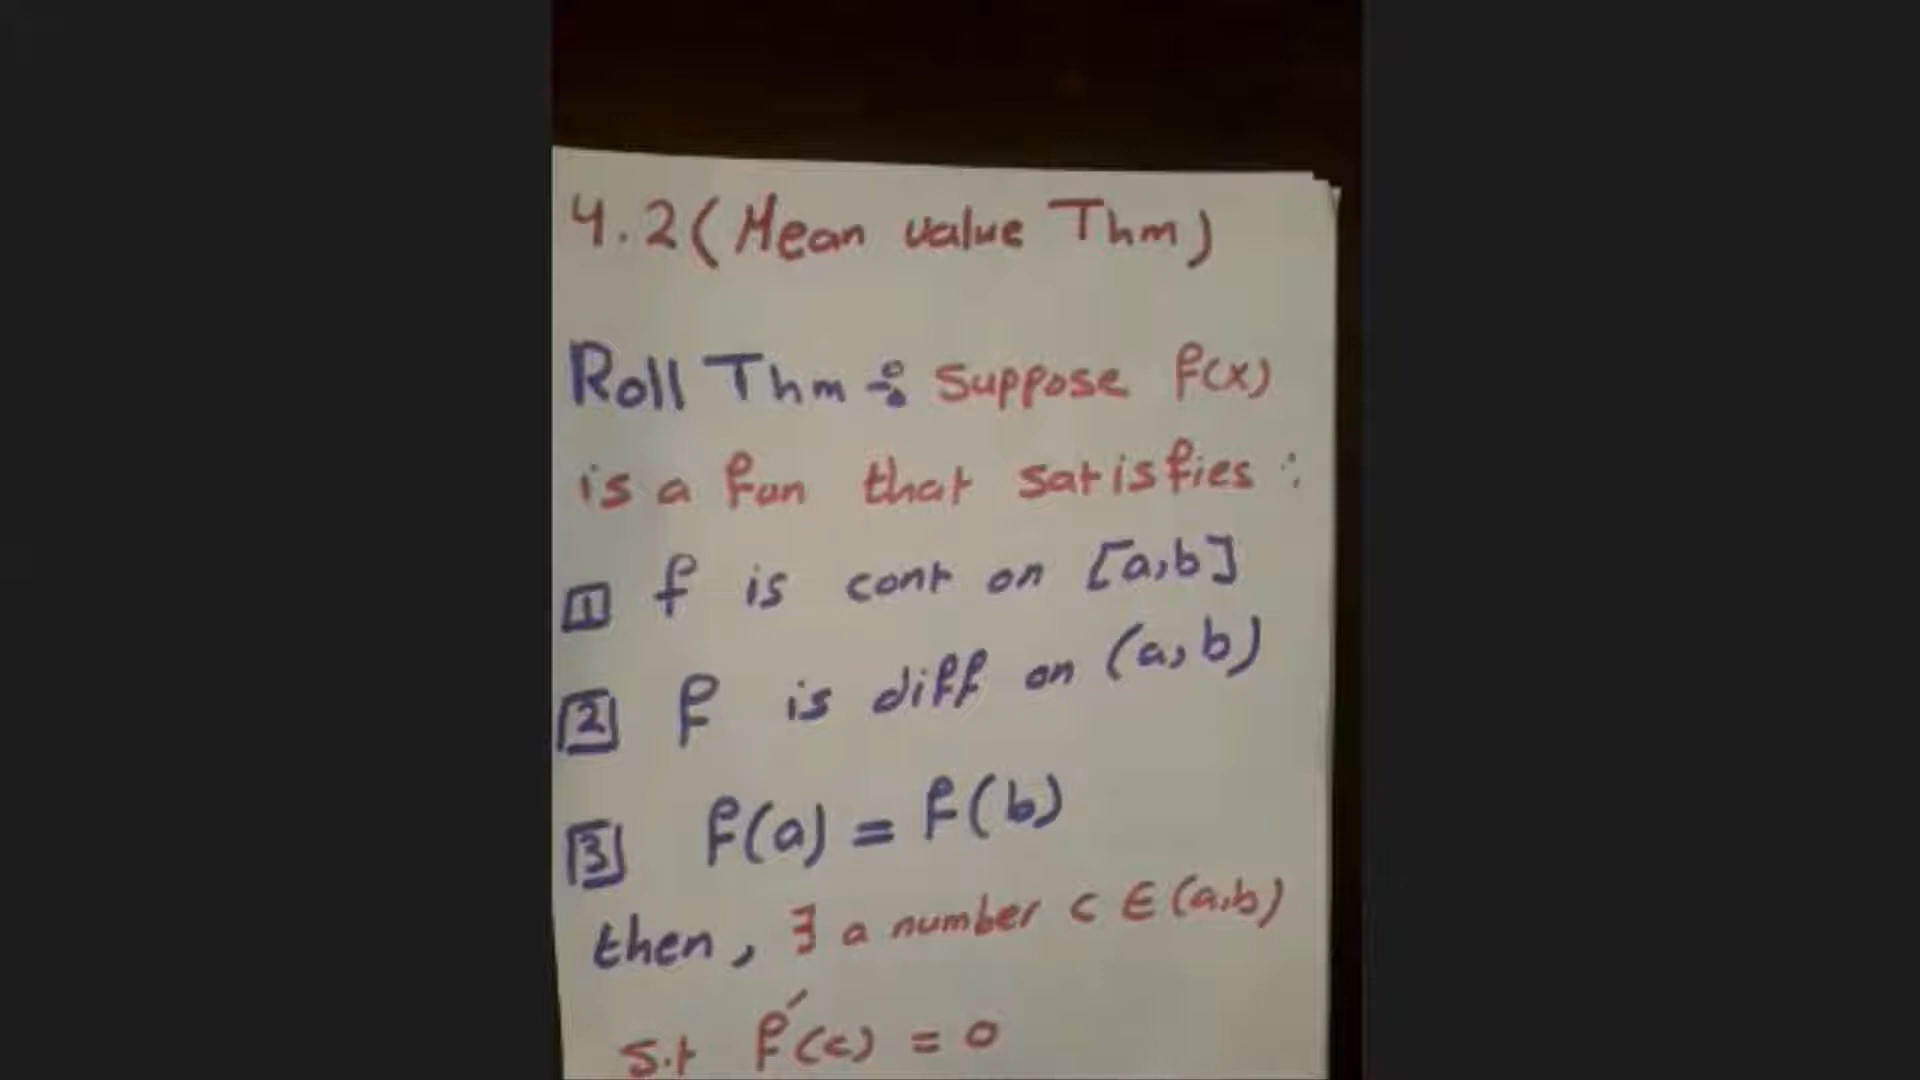 4.2 (Mean value Thm)
Roll Thm : Suppose f(x)
is a fun that satisfies :
1 f is cont on [a,b]
2 f is diff on (a,b)
3 f(a) = f(b)
then, ∃ a number c ∈ (a,b)
s.t f'(c) = 0